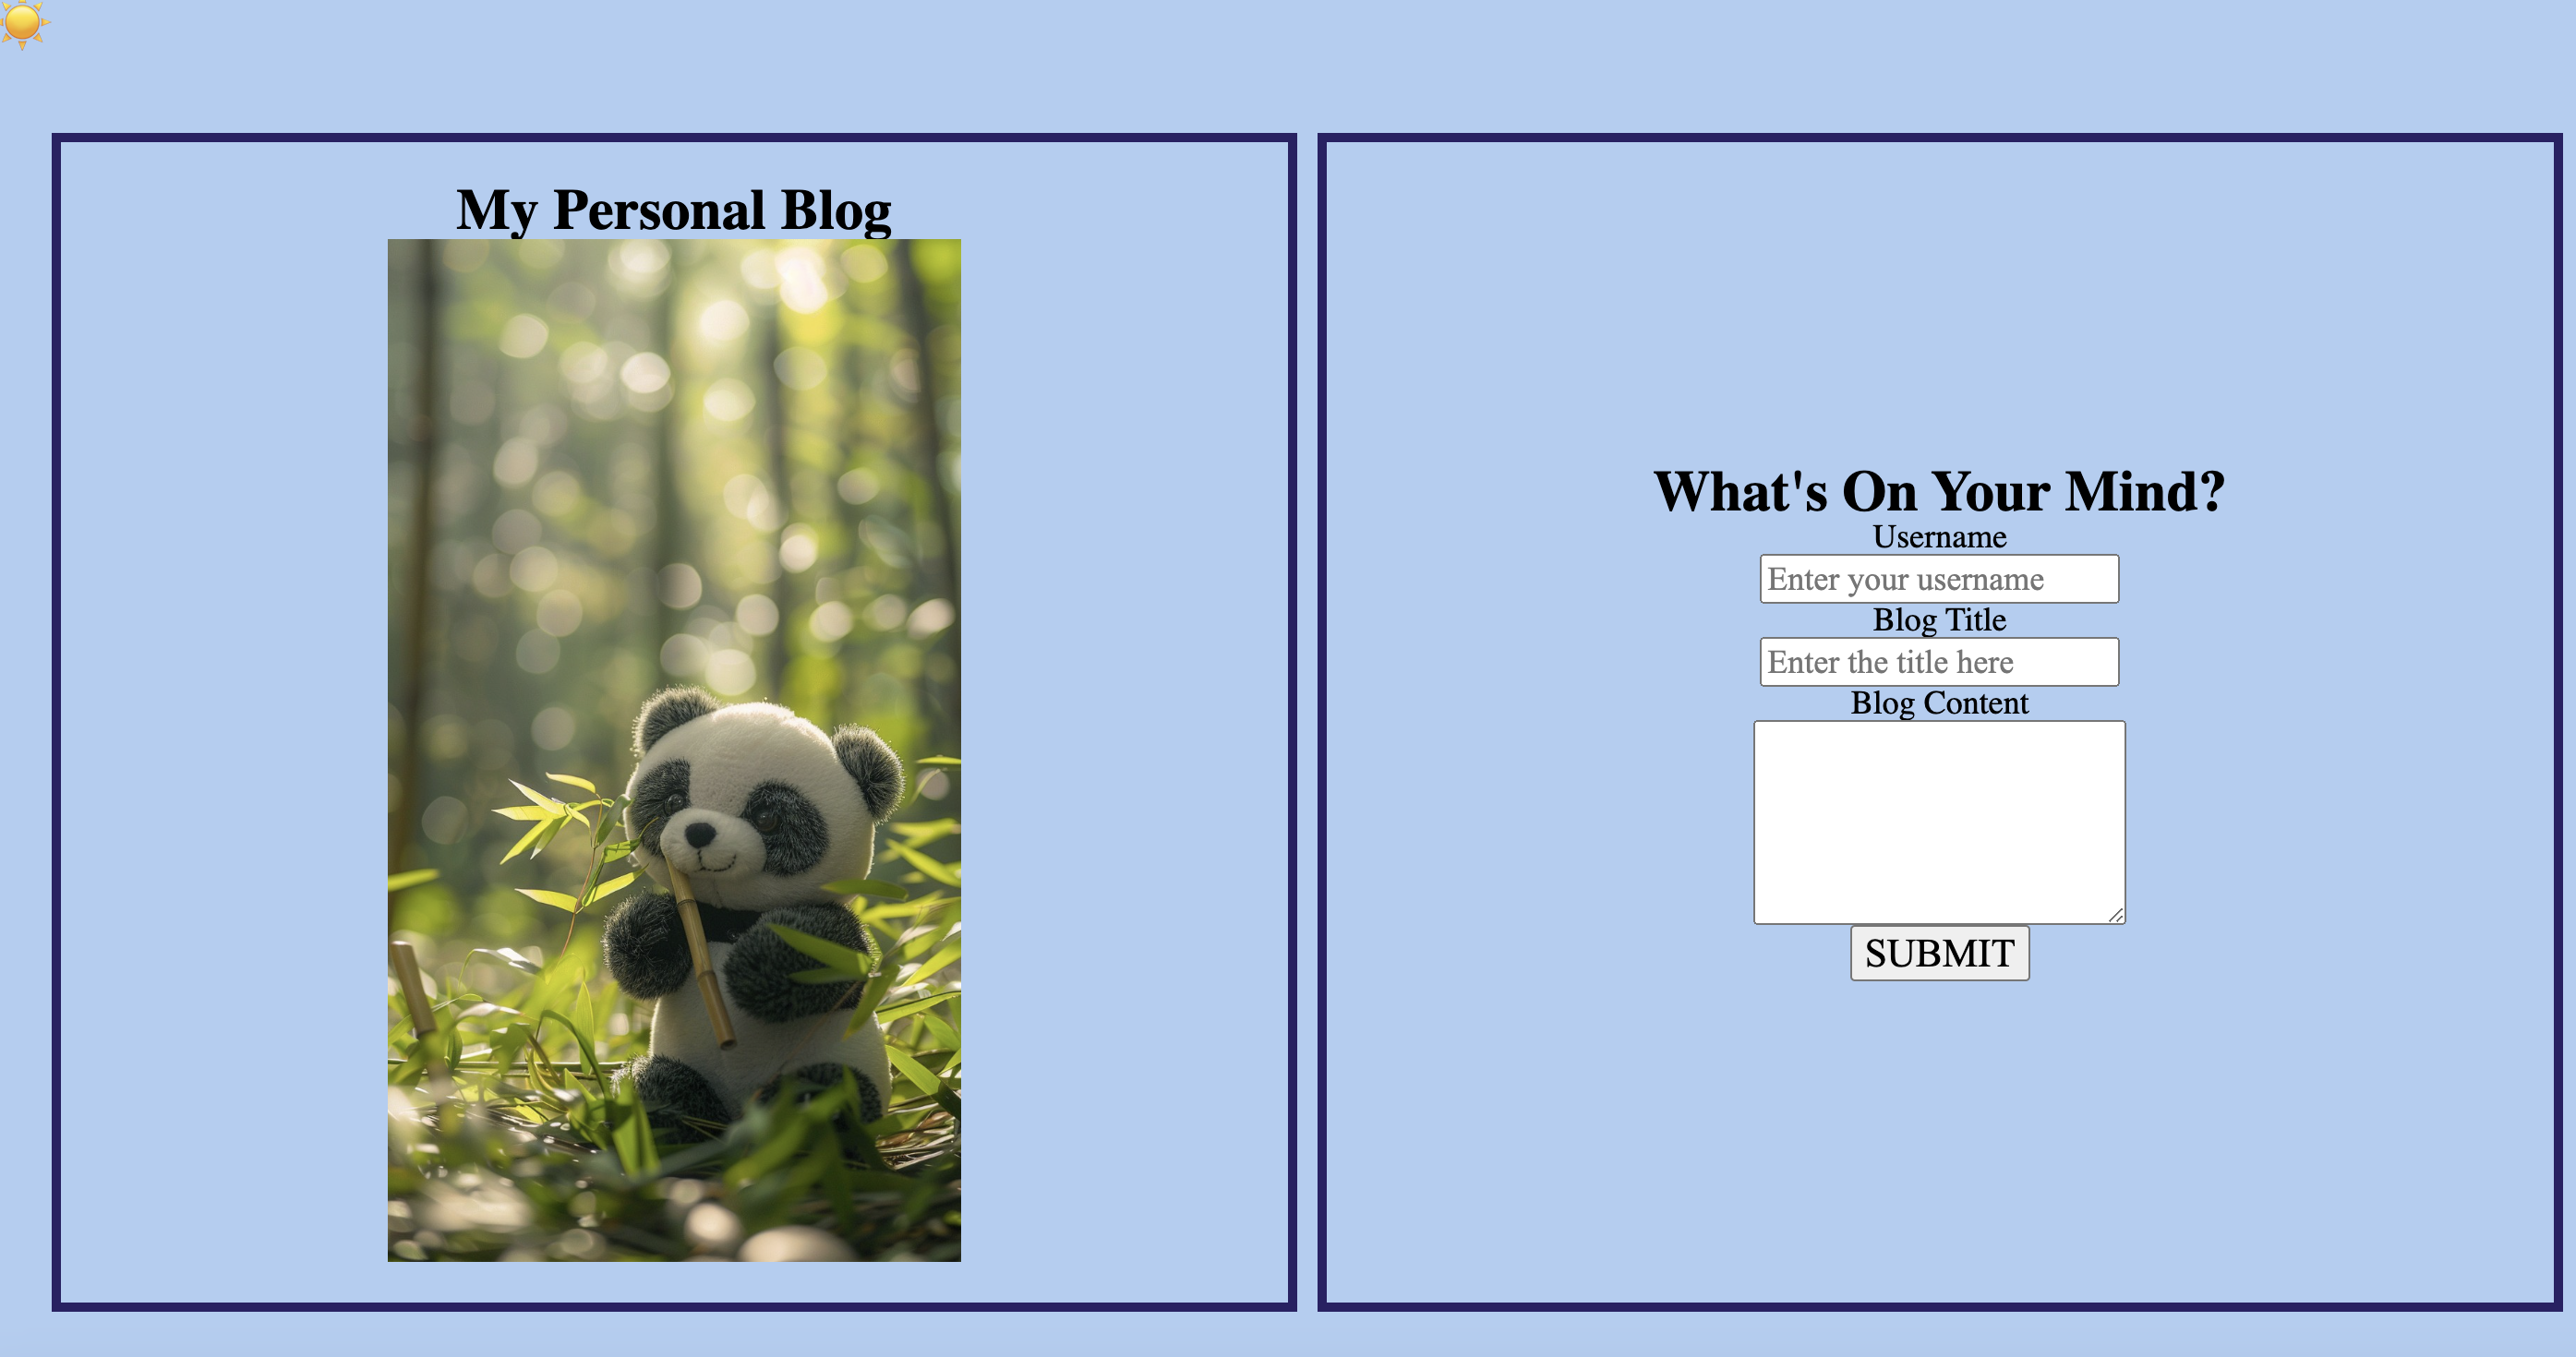 My Personal Blog
What's On Your Mind?
Username
Enter your username
Blog Title
Enter the title here
Blog Content
SUBMIT